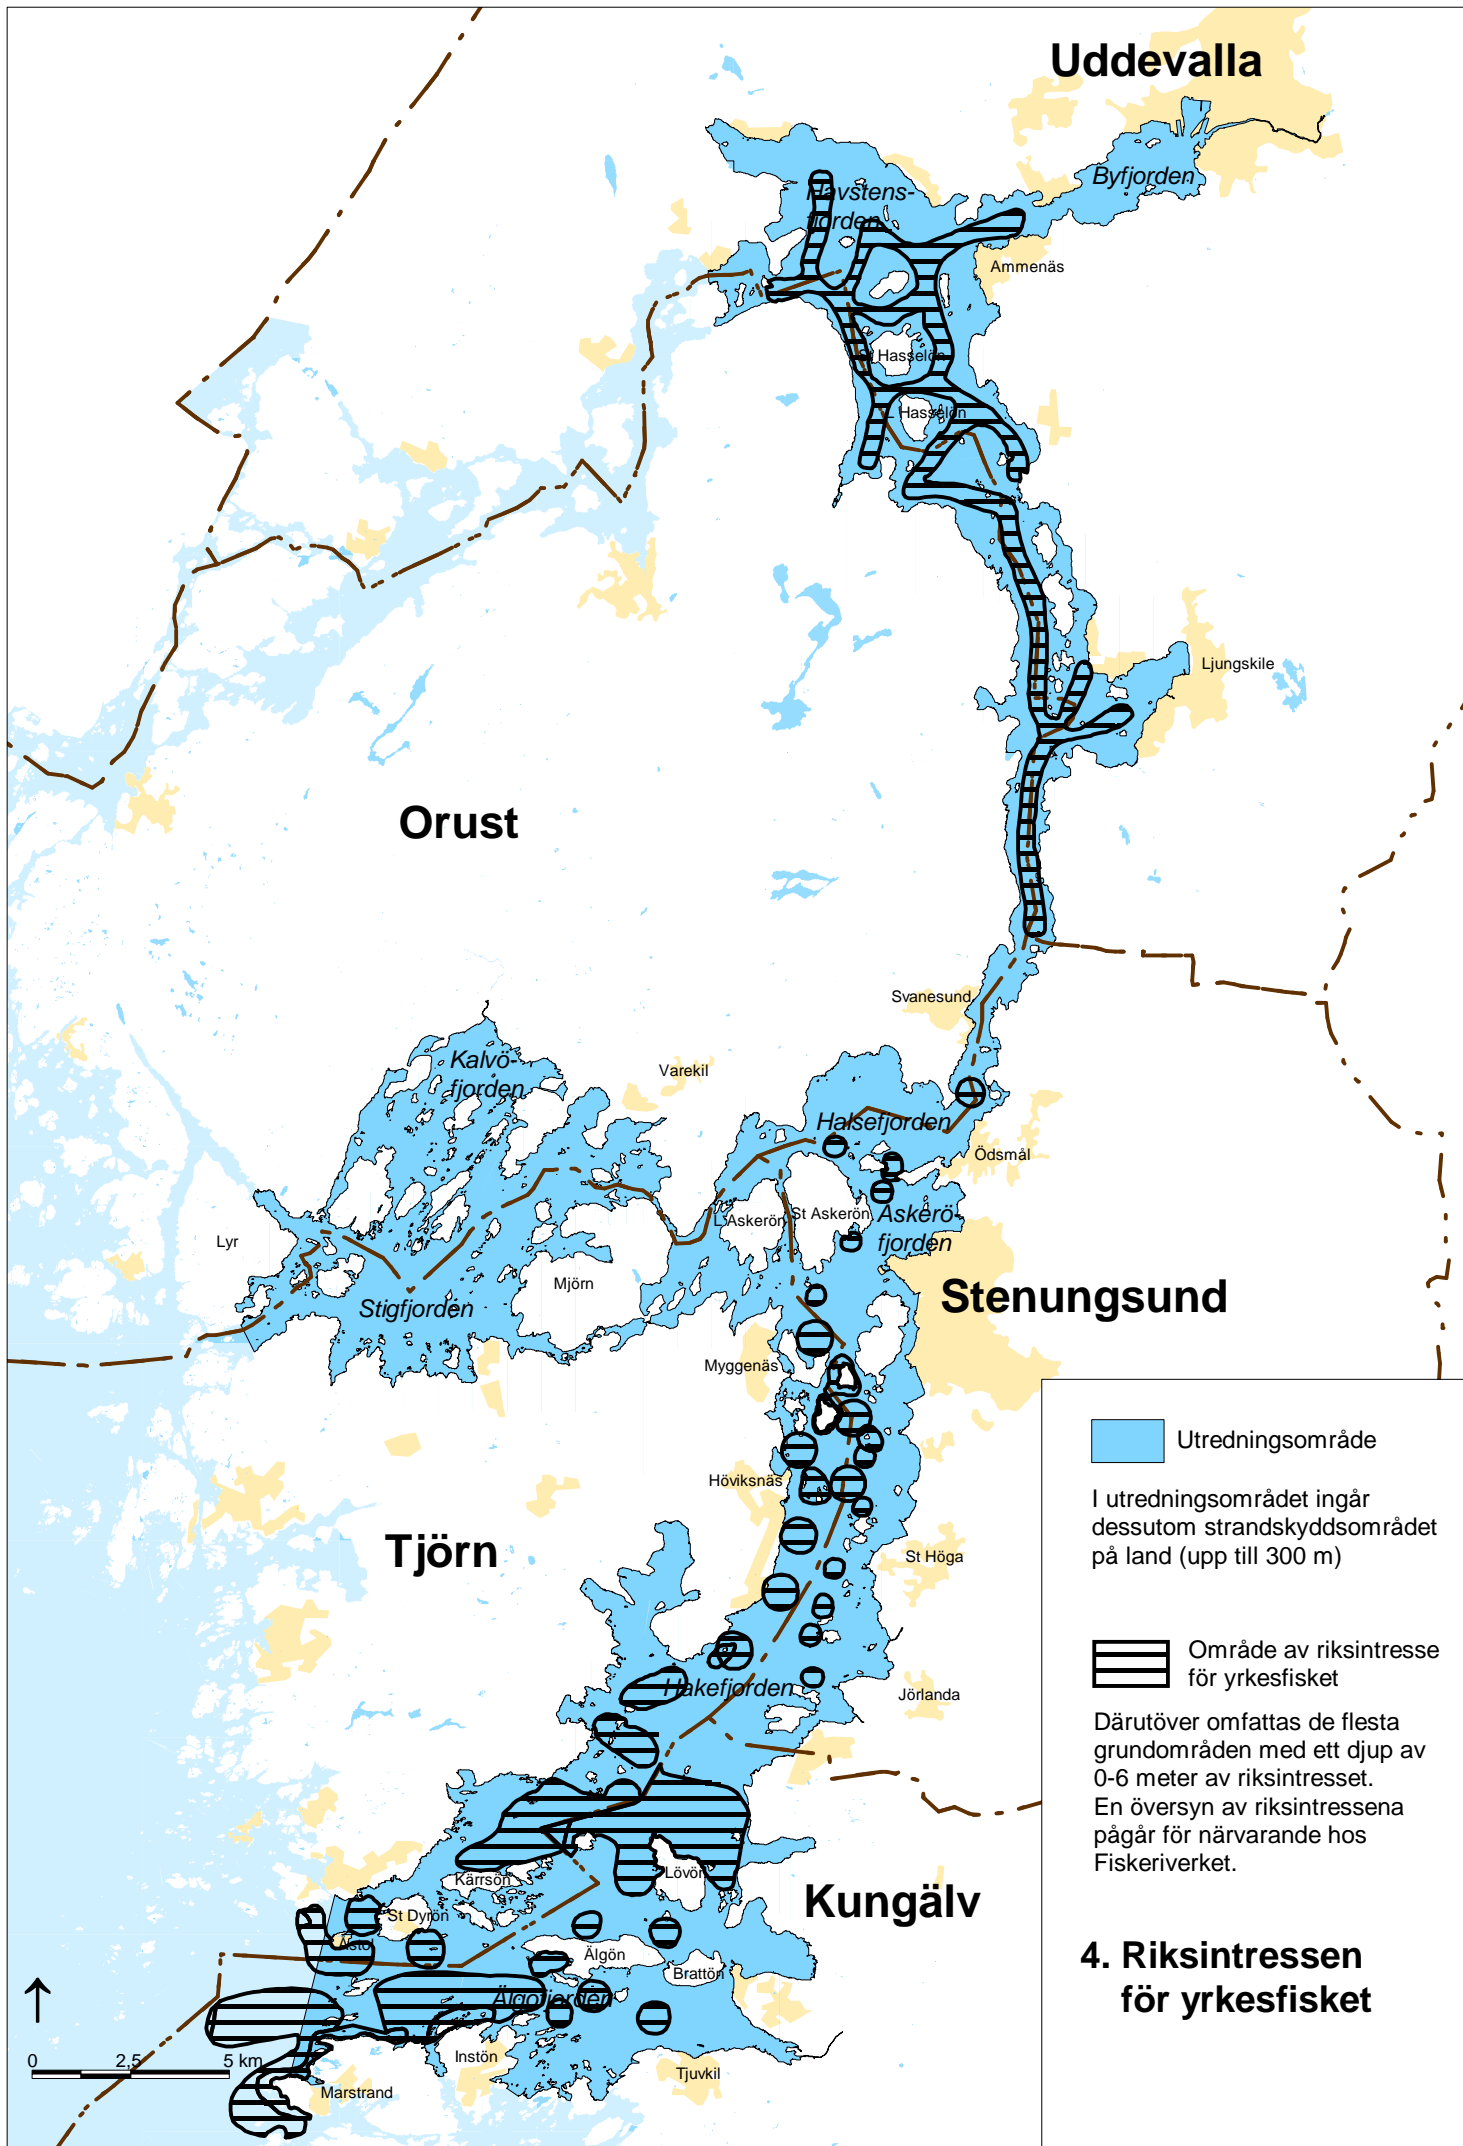 Uddevalla
Byfjorden
Havstens-
fjorden
Ammenäs
St Hasselön
L Hasselön
Ljungskile
Orust
Svanesund
Kalvö-
fjorden
Varekil
Halsefjorden
Ödsmål
L Askerön
St Askerön
Askerö-
fjorden
Lyr
Mjörn
Stigfjorden
Stenungsund
Myggenäs
Höviksnäs
Tjörn
St Höga
Hakefjorden
Jörlanda
Kärrsön
Lövön
Kungälv
St Dyrön
Åstol
Älgön
Brattön
Älgöfjorden
Instön
Tjuvkil
Marstrand
0 2,5 5 km
Utredningsområde
I utredningsområdet ingår
dessutom strandskyddsområdet
på land (upp till 300 m)
Område av riksintresse
för yrkesfisket
Därutöver omfattas de flesta
grundområden med ett djup av
0-6 meter av riksintresset.
En översyn av riksintressena
pågår för närvarande hos
Fiskeriverket.
4. Riksintressen
för yrkesfisket